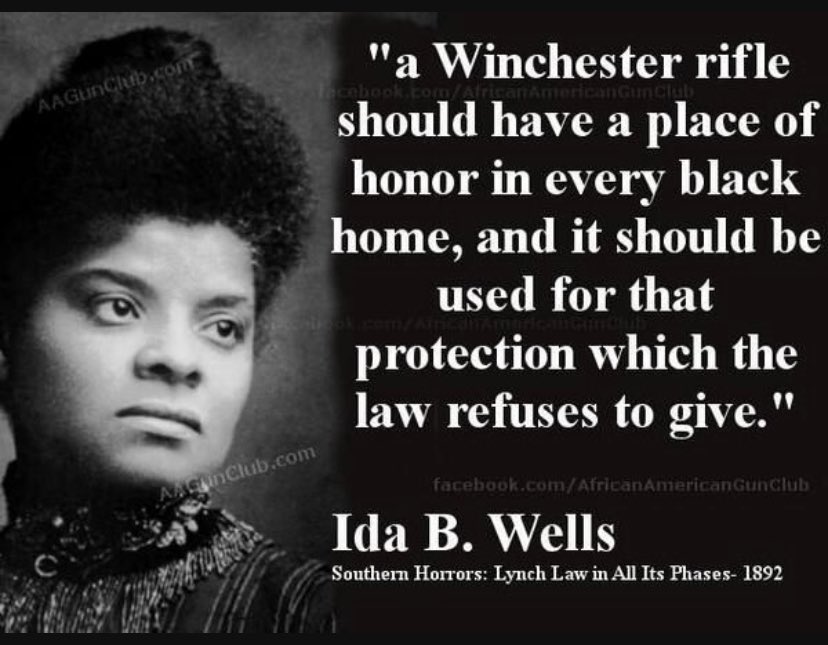 AAGunClub.com
"a Winchester rifle
facebook.com/AfricanAmericanGunClub
should have a place of
honor in every black
home, and it should be
used for that
facebook.com/AfricanAmericanGunClub
protection which the
law refuses to give."
AAGunClub.com
facebook.com/AfricanAmericanGunClub
Ida B. Wells
Southern Horrors: Lynch Law in All Its Phases- 1892